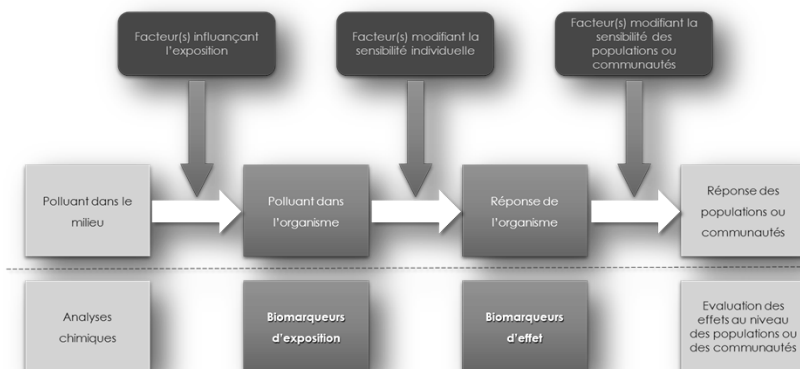 Facteur(s) influançant
l'exposition
Facteur(s) modifiant la
sensibilité individuelle
Facteur(s) modifiant la
sensibilité des
populations ou
communautés
Polluant dans le
milieu
Polluant dans
l'organisme
Réponse de
l'organisme
Réponse des
populations ou
communautés
Analyses
chimiques
Biomarqueurs
d'exposition
Biomarqueurs
d'effet
Evaluation des
effets au niveau
des populations ou
des communautés